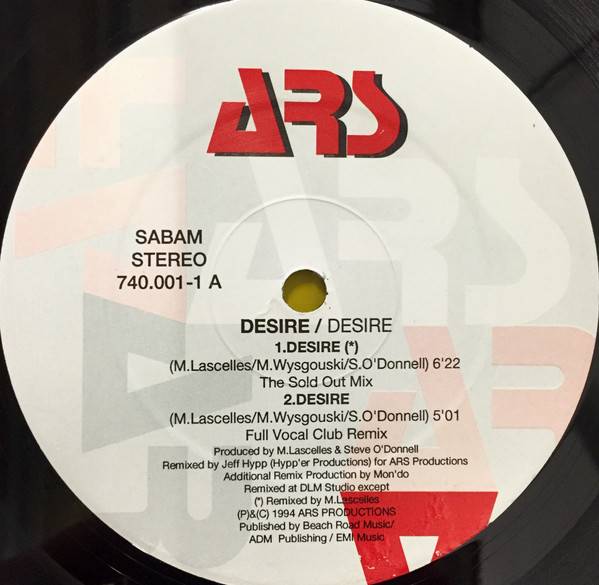 ARS
SABAM
STEREO
740.001-1 A
DESIRE / DESIRE
1.DESIRE (*)
(M.Lascelles/M.Wysgouski/S.O'Donnell) 6'22
The Sold Out Mix
2.DESIRE
(M.Lascelles/M.Wysgouski/S.O'Donnell) 5'01
Full Vocal Club Remix
Produced by M.Lascelles & Steve O'Donnell
Remixed by Jeff Hypp (Hypp'er Productions) for ARS Productions
Additional Remix Production by Mon'do
Remixed at DLM Studio except
(*) Remixed by M.Lascelles
(P)&(C) 1994 ARS PRODUCTIONS
Published by Beach Road Music/
ADM Publishing / EMI Music